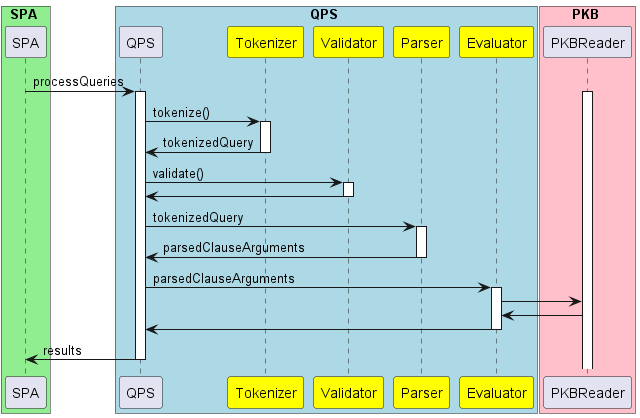 SPA QPS PKB
SPA QPS Tokenizer Validator Parser Evaluator PKBReader
processQueries
tokenize()
tokenizedQuery
validate()
tokenizedQuery
parsedClauseArguments
parsedClauseArguments
results
SPA QPS Tokenizer Validator Parser Evaluator PKBReader